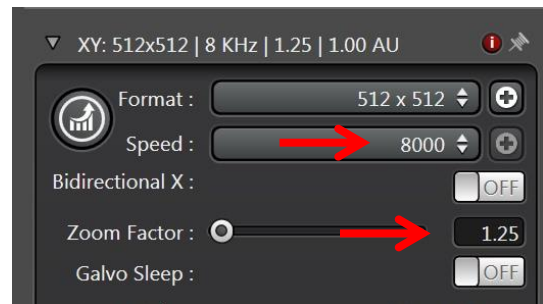 XY: 512x512 | 8 KHz | 1.25 | 1.00 AU
Format : 512 x 512
Speed : 8000
Bidirectional X : OFF
Zoom Factor : 1.25
Galvo Sleep : OFF